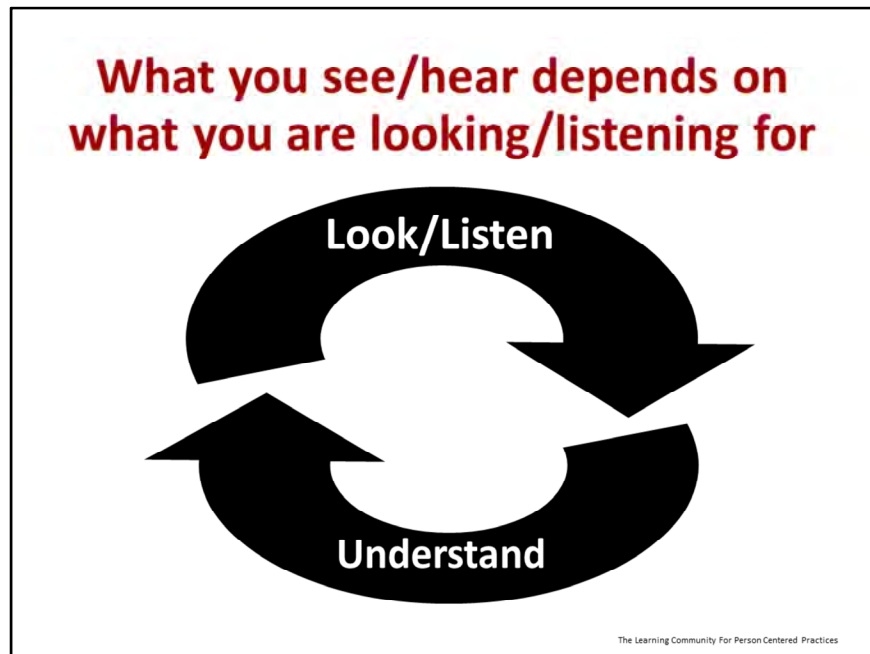 What you see/hear depends on
what you are looking/listening for
Look/Listen
Understand
The Learning Community For Person Centered Practices